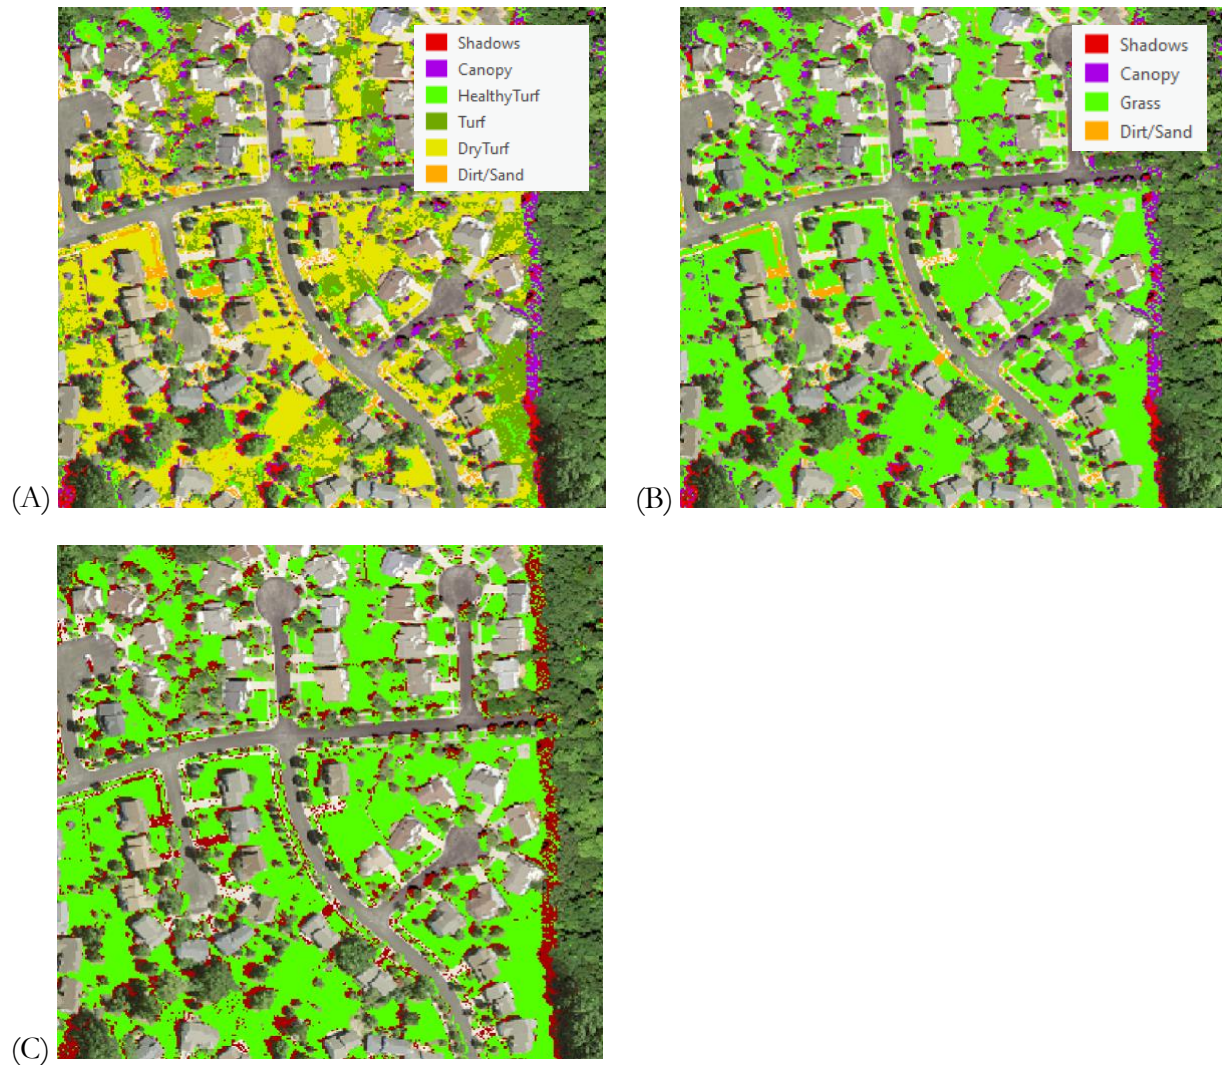 Shadows
Canopy
HealthyTurf
Turf
DryTurf
Dirt/Sand
(A)
Shadows
Canopy
Grass
Dirt/Sand
(B)
(C)